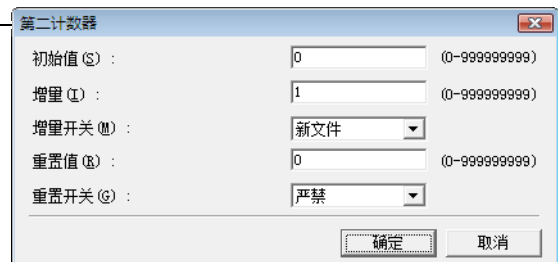 第二计数器
初始值(S) : 0 (0-999999999)
增量(I) : 1 (0-999999999)
增量开关(M) : 新文件
重置值(R) : 0 (0-999999999)
重置开关(G) : 严禁
确定 取消